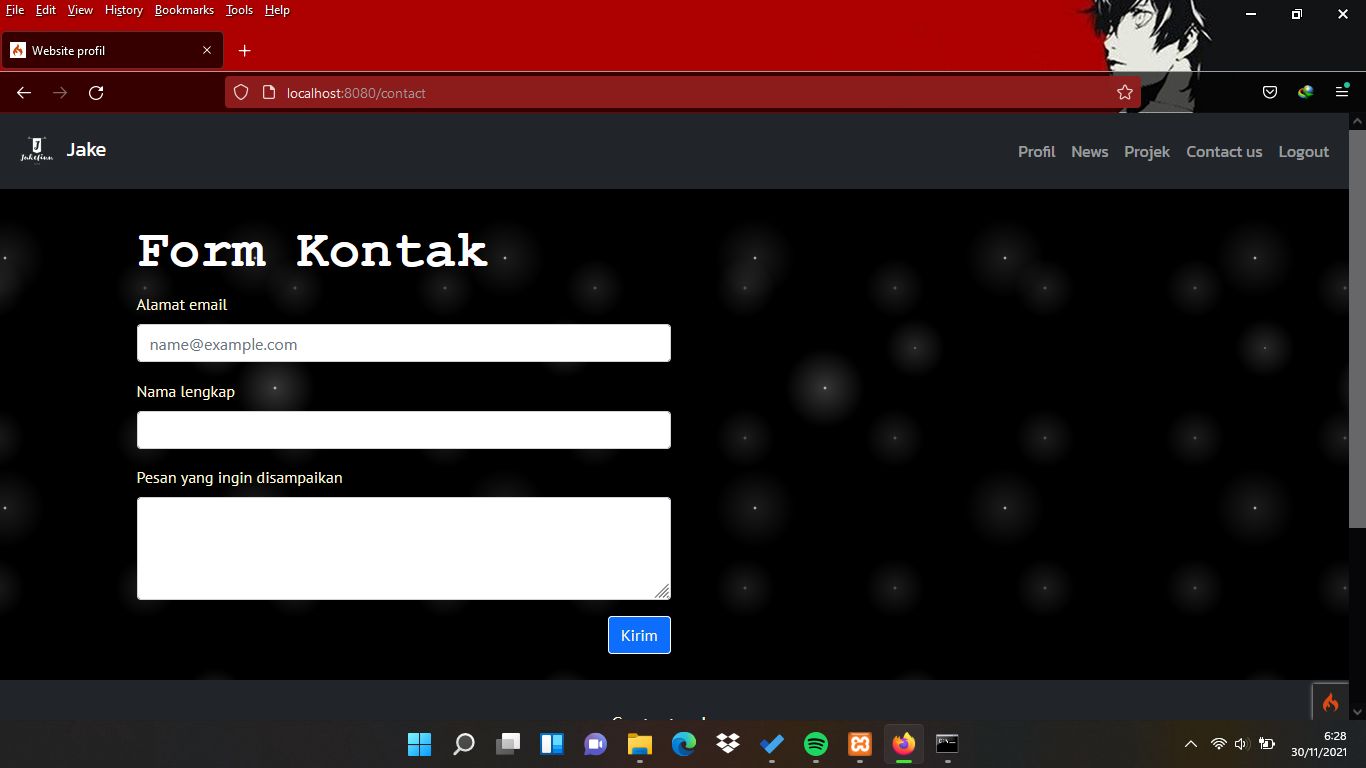 File Edit View History Bookmarks Tools Help
Website profil
localhost:8080/contact
J
Jakefinn
Jake
Profil News Projek Contact us Logout
Form Kontak
Alamat email
name@example.com
Nama lengkap
Pesan yang ingin disampaikan
Kirim
6:28
30/11/2021